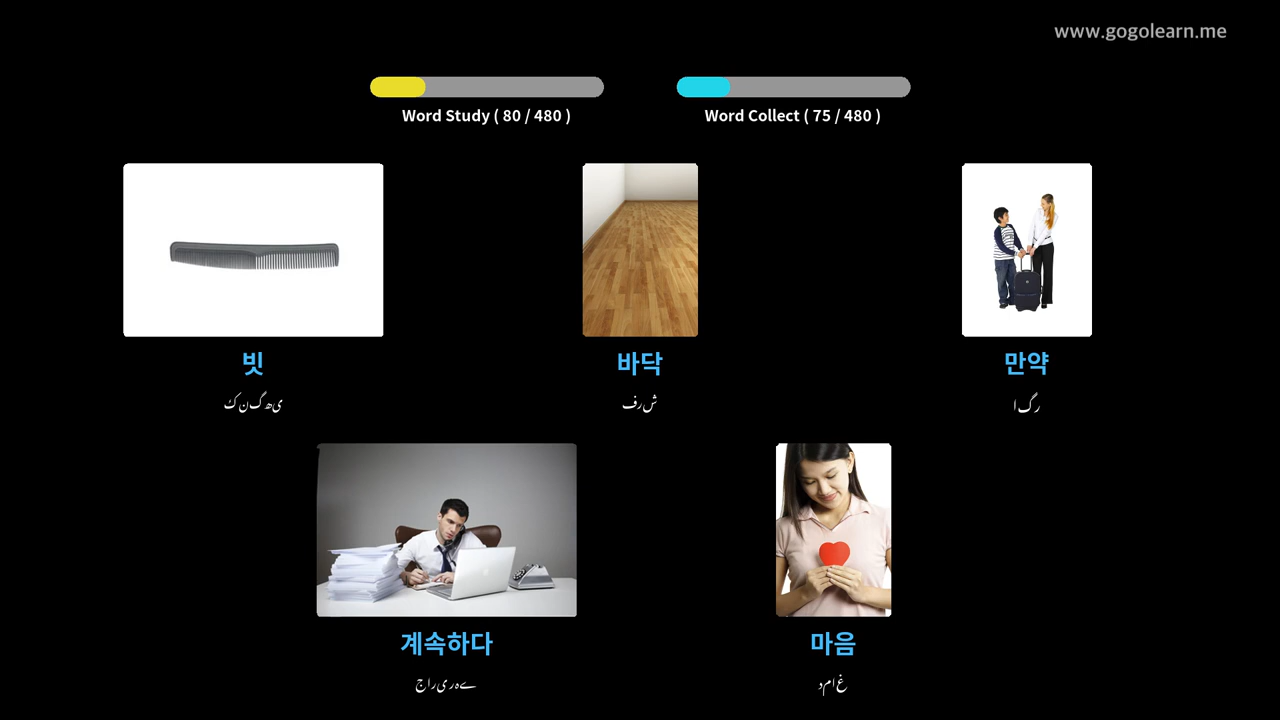 www.gogolearn.me
Word Study ( 80 / 480 )
Word Collect ( 75 / 480 )
빗
바닥
만약
کنگھی
فرش
اگر
계속하다
마음
جاری رہے
دماغ